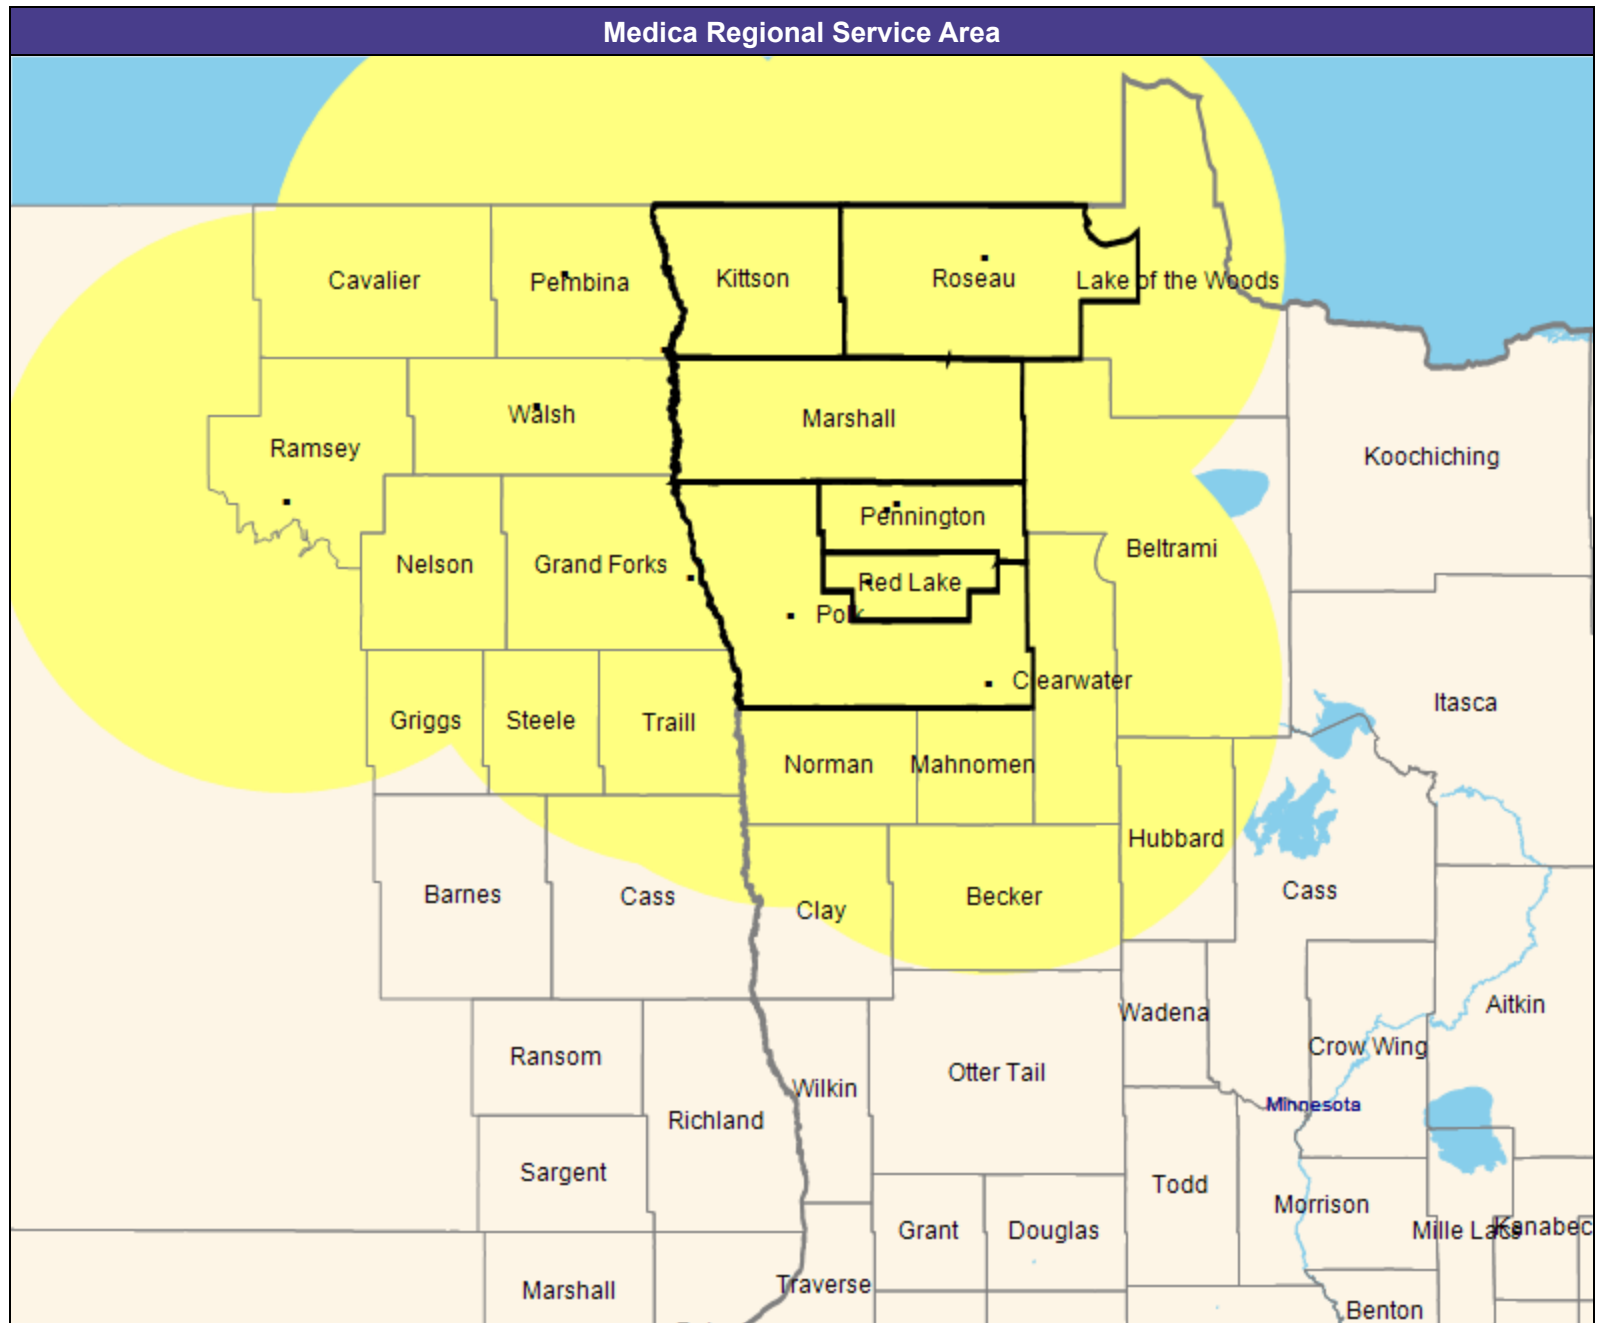 Medica Regional Service Area
Cavalier
Pembina
Kittson
Roseau
Lake of the Woods
Walsh
Marshall
Ramsey
Koochiching
Pennington
Nelson
Grand Forks
Beltrami
Red Lake
Polk
Clearwater
Itasca
Griggs
Steele
Traill
Norman
Mahnomen
Hubbard
Barnes
Cass
Clay
Becker
Cass
Wadena
Aitkin
Ransom
Crow Wing
Otter Tail
Wilkin
Minnesota
Richland
Sargent
Todd
Morrison
Grant
Douglas
Mille Lacs
Kanabec
Marshall
Traverse
Benton